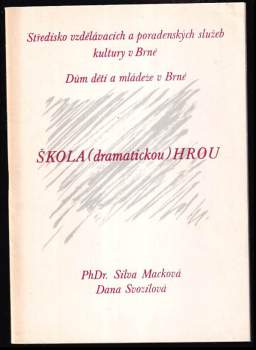 Středisko vzdělávacích a poradenských služeb
kultury v Brně
Dům dětí a mládeže v Brně
ŠKOLA (dramatickou) HROU
PhDr. Silva Macková
Dana Svozilová